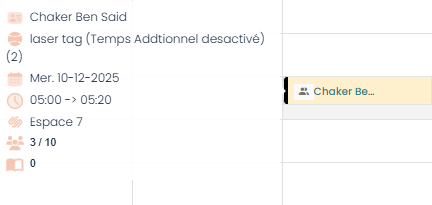 Chaker Ben Said
laser tag (Temps Addtionnel desactivé)
(2)
Mer. 10-12-2025
05:00 -> 05:20
Espace 7
3 / 10
0
Chaker Be...